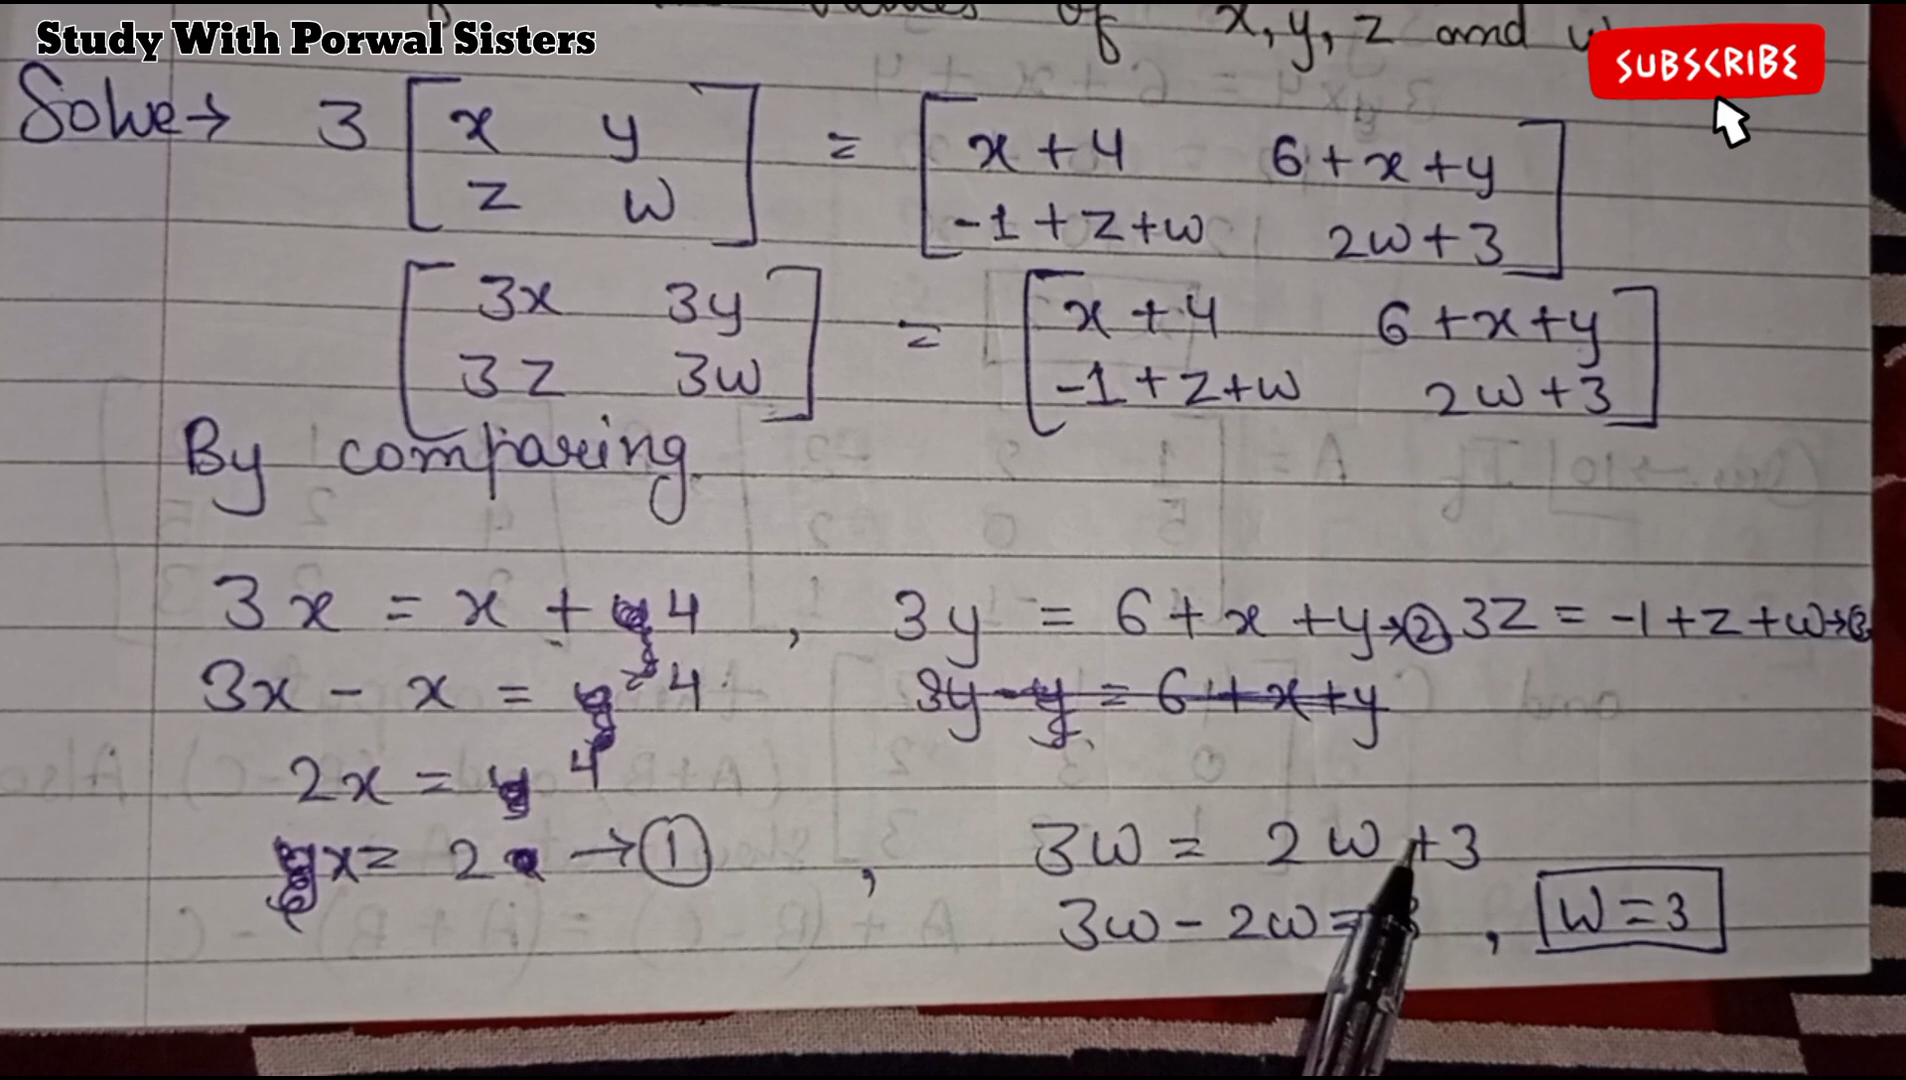 Study With Porwal Sisters
of x, y, z and w
SUBSCRIBE
Solve→ 3 [ x y = [ x + 4 6 + x + y
z w ] -1 + z + w 2w + 3 ]
[ 3x 3y = [ x + 4 6 + x + y
3z 3w ] -1 + z + w 2w + 3 ]
By comparing
3x = x + 4 , 3y = 6 + x + y → ② 3z = -1 + z + w →
3x - x = 4 3y - y = 6 + x + y
2x = 4
x = 2 → ① , 3w = 2w + 3
3w - 2w = 3 , w = 3